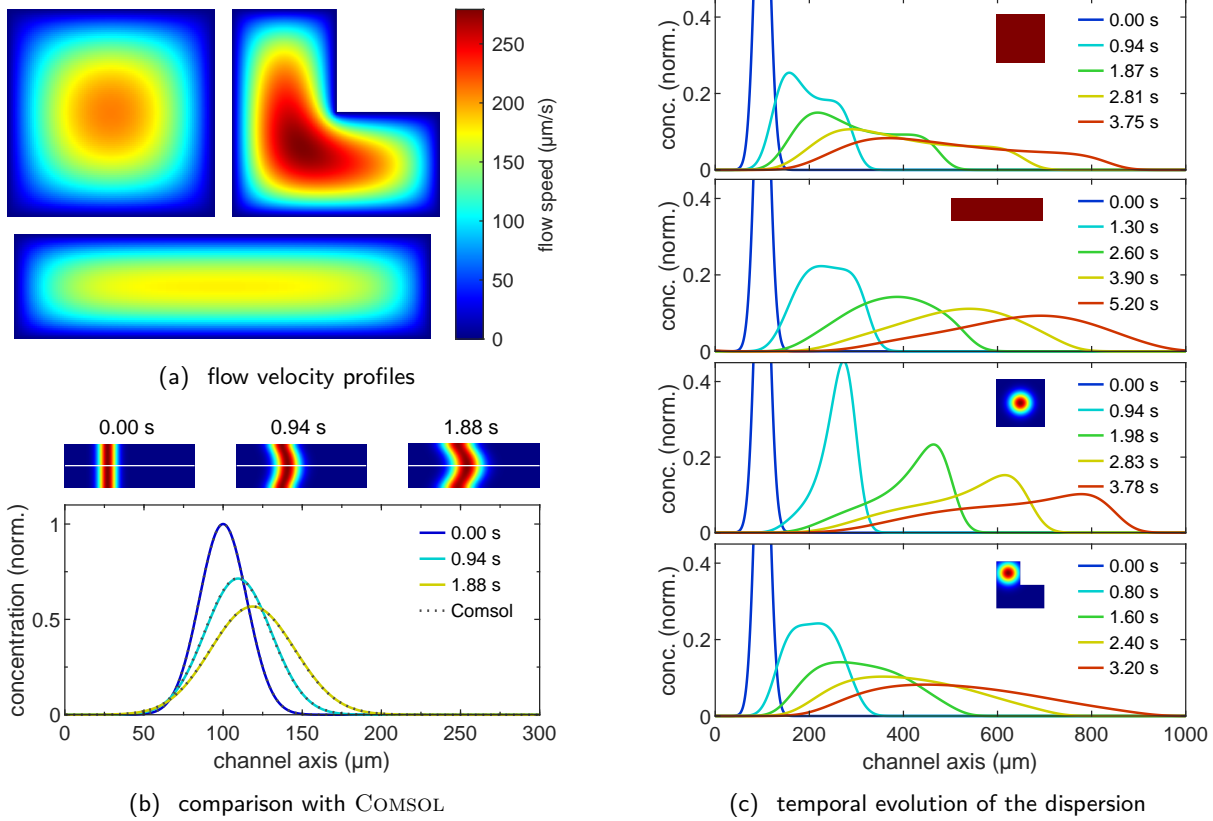 250
200
150
100
50
0
flow speed (µm/s)
(a) flow velocity profiles
0.00 s
0.94 s
1.88 s
1
0.5
0
concentration (norm.)
0.00 s
0.94 s
1.88 s
Comsol
0 50 100 150 200 250 300
channel axis (µm)
(b) comparison with COMSOL
0.4
0.2
0
conc. (norm.)
0.00 s
0.94 s
1.87 s
2.81 s
3.75 s
0.4
0.2
0
conc. (norm.)
0.00 s
1.30 s
2.60 s
3.90 s
5.20 s
0.4
0.2
0
conc. (norm.)
0.00 s
0.94 s
1.98 s
2.83 s
3.78 s
0.4
0.2
0
conc. (norm.)
0.00 s
0.80 s
1.60 s
2.40 s
3.20 s
0 200 400 600 800 1000
channel axis (µm)
(c) temporal evolution of the dispersion